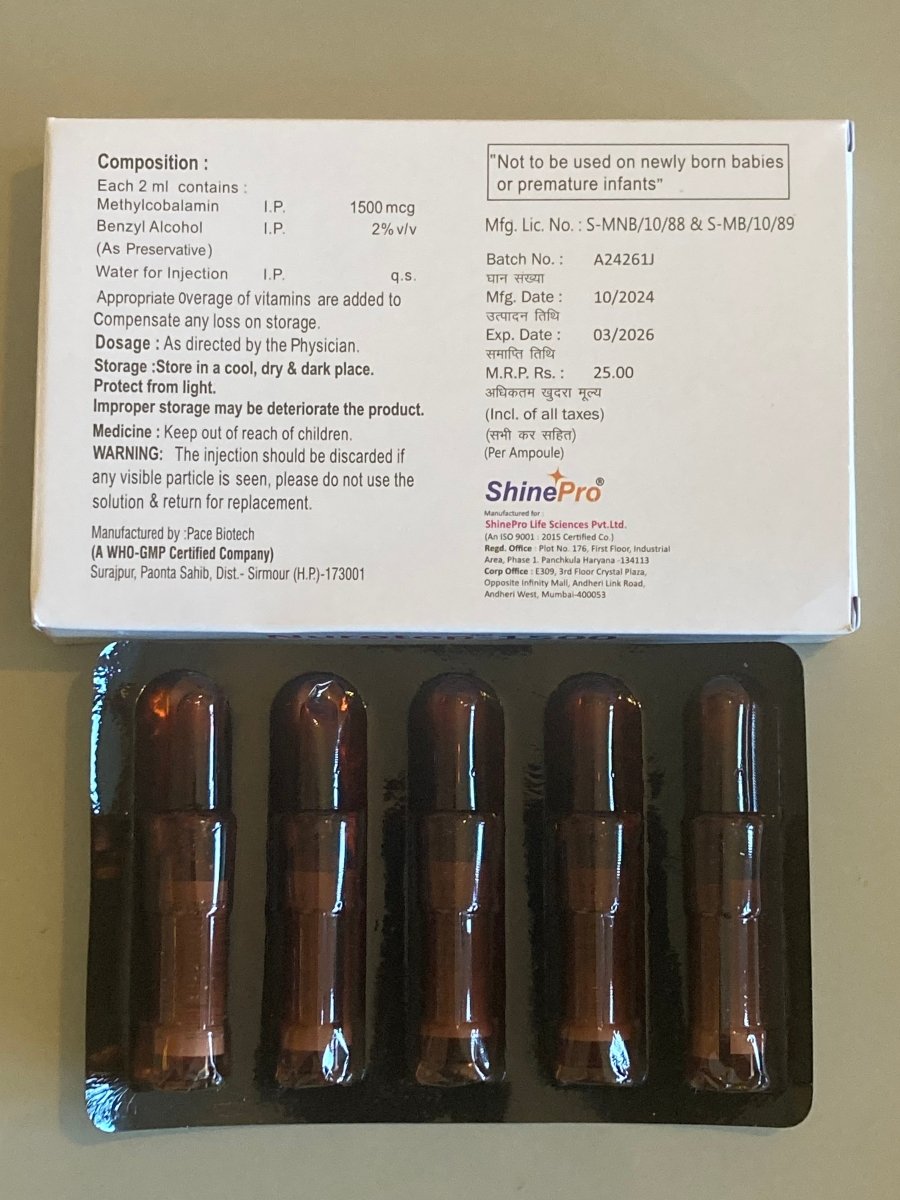 Composition :
Each 2 ml contains :
Methylcobalamin I.P. 1500 mcg
Benzyl Alcohol I.P. 2% v/v
(As Preservative)
Water for Injection I.P. q.s.
Appropriate Overage of vitamins are added to
Compensate any loss on storage.
Dosage : As directed by the Physician.
Storage :Store in a cool, dry & dark place.
Protect from light.
Improper storage may be deteriorate the product.
Medicine : Keep out of reach of children.
WARNING: The injection should be discarded if
any visible particle is seen, please do not use the
solution & return for replacement.
Manufactured by :Pace Biotech
(A WHO-GMP Certified Company)
Surajpur, Paonta Sahib, Dist.- Sirmour (H.P.)-173001
"Not to be used on newly born babies
or premature infants"
Mfg. Lic. No. : S-MNB/10/88 & S-MB/10/89
Batch No. : A24261J
घान संख्या
Mfg. Date : 10/2024
उत्पादन तिथि
Exp. Date : 03/2026
समाप्ति तिथि
M.R.P. Rs. : 25.00
अधिकतम खुदरा मूल्य
(Incl. of all taxes)
(सभी कर सहित)
(Per Ampoule)
ShinePro®
Manufactured for :
ShinePro Life Sciences Pvt.Ltd.
(An ISO 9001 : 2015 Certified Co.)
Regd. Office : Plot No. 176, First Floor, Industrial
Area, Phase 1. Panchkula Haryana -134113
Corp Office : E309, 3rd Floor Crystal Plaza,
Opposite Infinity Mall, Andheri Link Road,
Andheri West, Mumbai-400053